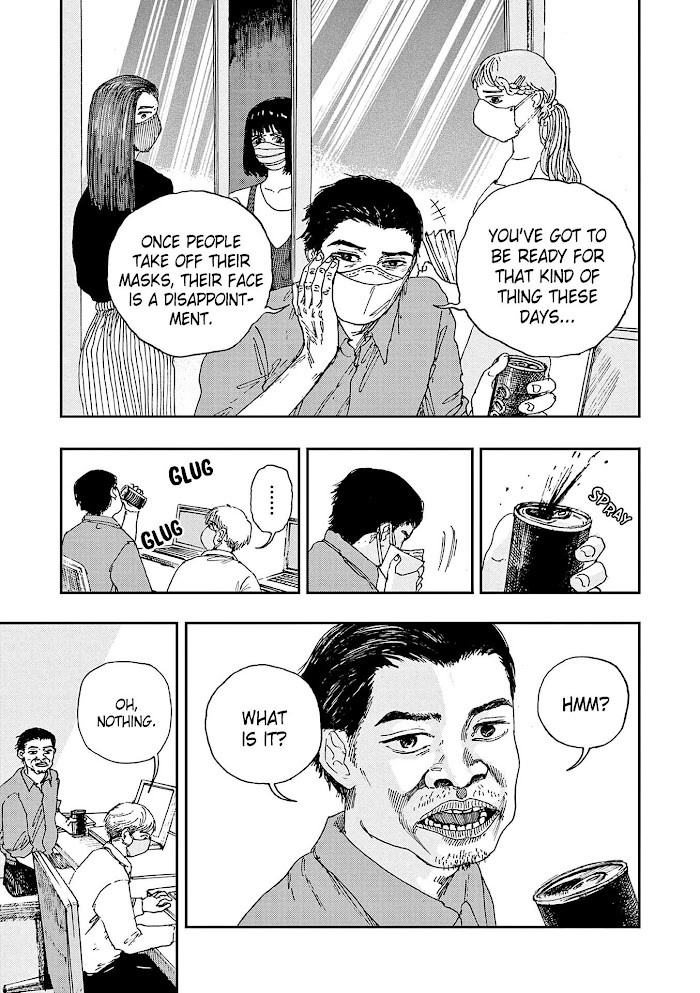 YOU'VE GOT TO
BE READY FOR
THAT KIND OF
THING THESE
DAYS...
ONCE PEOPLE
TAKE OFF THEIR
MASKS, THEIR FACE
IS A DISAPPOINT-
MENT.
SPRAY
GLUG
GLUG
......
HMM?
WHAT
IS IT?
OH,
NOTHING.